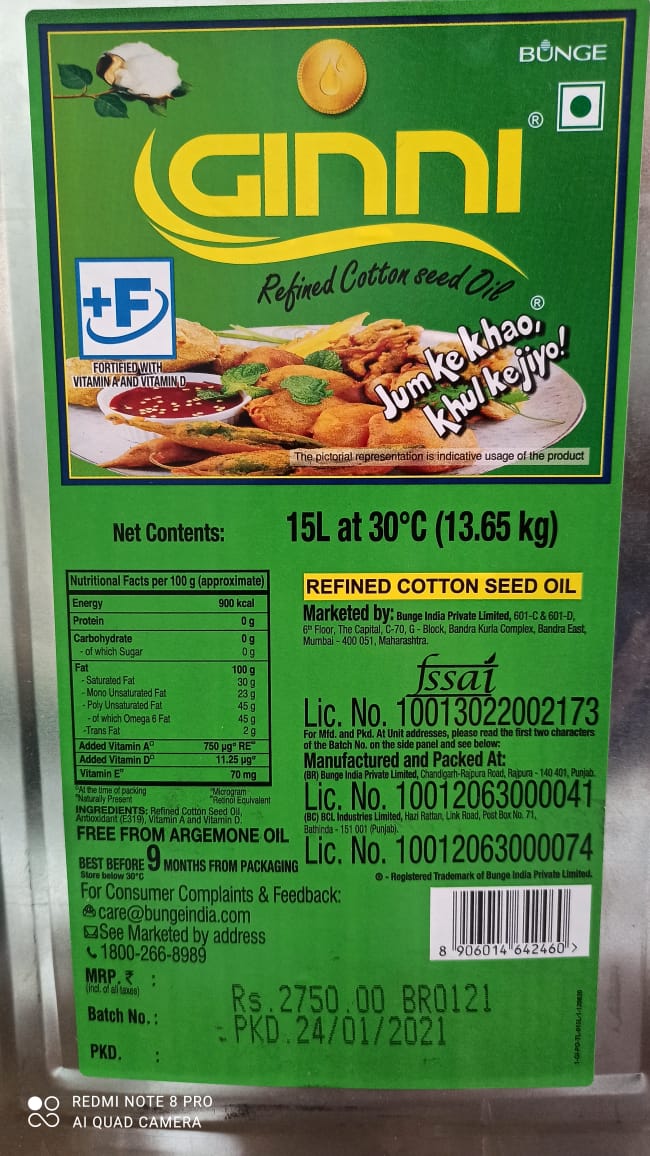 BUNGE
GINNI ®
Refined Cotton seed Oil
®
+F
FORTIFIED WITH
VITAMIN A AND VITAMIN D
Jum ke khao,
khul ke jiyo!
The pictorial representation is indicative usage of the product
Net Contents: 15L at 30°C (13.65 kg)
Nutritional Facts per 100 g (approximate)
Energy 900 kcal
Protein 0 g
Carbohydrate 0 g
- of which Sugar 0 g
Fat 100 g
- Saturated Fat 30 g
- Mono Unsaturated Fat 23 g
- Poly Unsaturated Fat 45 g
- of which Omega 6 Fat 45 g
-Trans Fat 2 g
Added Vitamin A 750 µg RE
Added Vitamin D 11.25 µg
Vitamin E 70 mg
At the time of packing Microgram
Naturally Present Retinol Equivalent
INGREDIENTS: Refined Cotton Seed Oil,
Antioxidant (E319), Vitamin A and Vitamin D.
FREE FROM ARGEMONE OIL
BEST BEFORE 9 MONTHS FROM PACKAGING
Store below 30°C
For Consumer Complaints & Feedback:
care@bungeindia.com
See Marketed by address
1800-266-8989
REFINED COTTON SEED OIL
Marketed by: Bunge India Private Limited, 601-C & 601-D,
6th Floor, The Capital, C-70, G - Block, Bandra Kurla Complex, Bandra East,
Mumbai - 400 051, Maharashtra.
fssai
Lic. No. 10013022002173
For Mfd. and Pkd. At Unit addresses, please read the first two characters
of the Batch No. on the side panel and see below:
Manufactured and Packed At:
(BR) Bunge India Private Limited, Chandigarh-Rajpura Road, Rajpura - 140 401, Punjab.
Lic. No. 10012063000041
(BC) BCL Industries Limited, Hazi Rattan, Link Road, Post Box No. 71,
Bathinda - 151 001 (Punjab).
Lic. No. 10012063000074
® - Registered Trademark of Bunge India Private Limited.
8 906014 642460 >
MRP. ₹ :
(incl. of all taxes)
Batch No. :
PKD. :
Rs.2750.00 BR0121
PKD.24/01/2021
REDMI NOTE 8 PRO
AI QUAD CAMERA